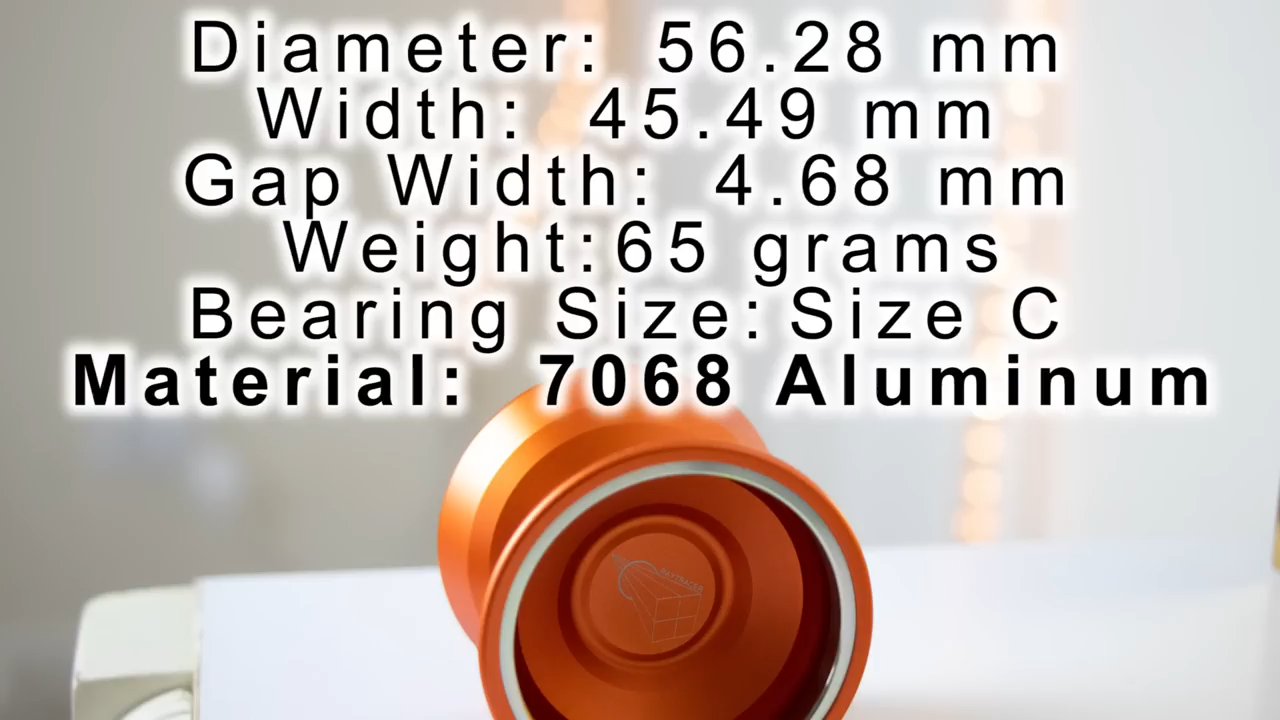 Diameter: 56.28 mm
Width: 45.49 mm
Gap Width: 4.68 mm
Weight: 65 grams
Bearing Size: Size C
Material: 7068 Aluminum
RAYTRACER